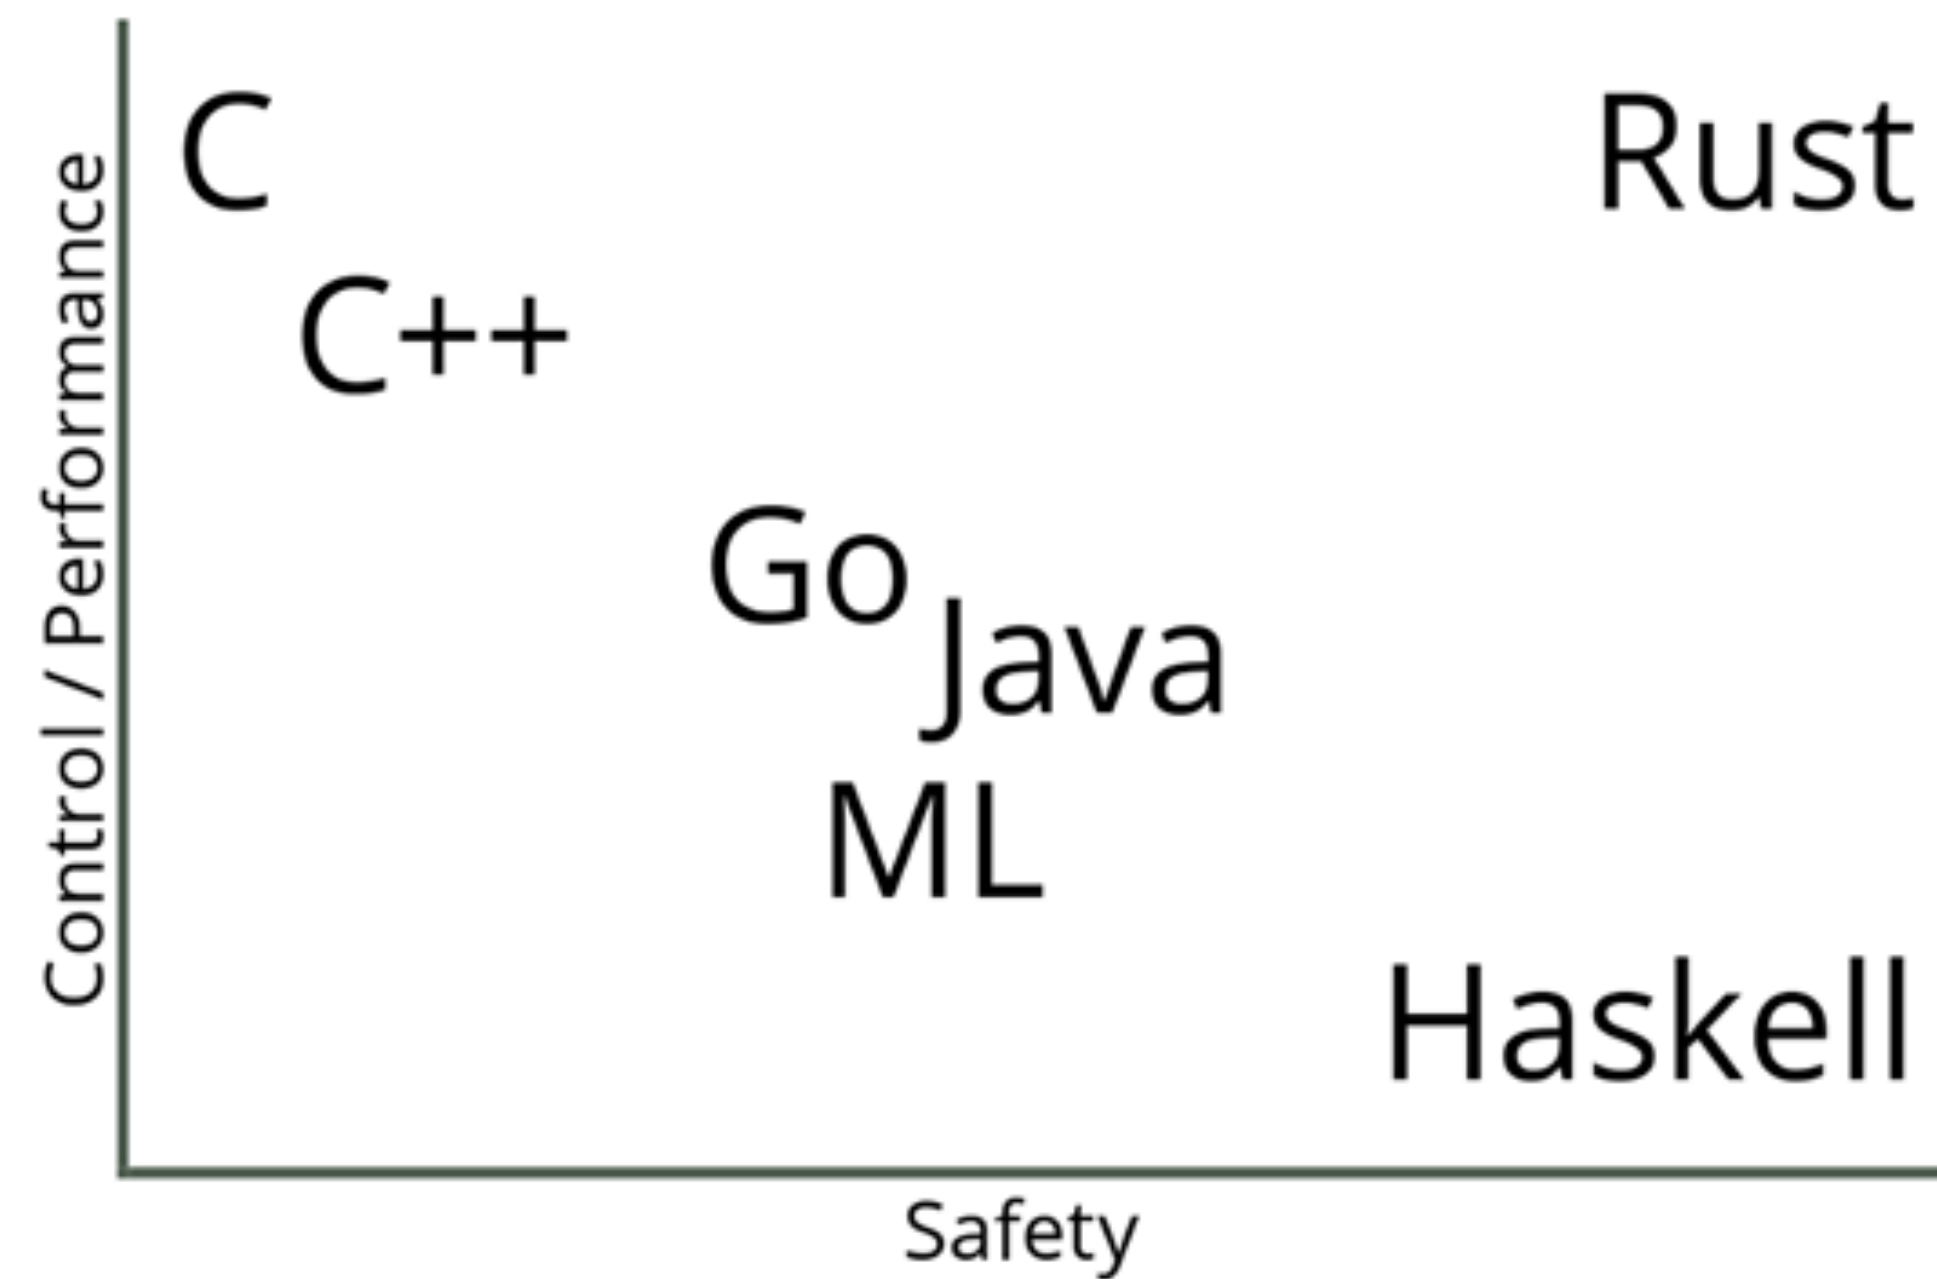 C
Rust
C++
Go
Java
ML
Haskell
Control / Performance
Safety